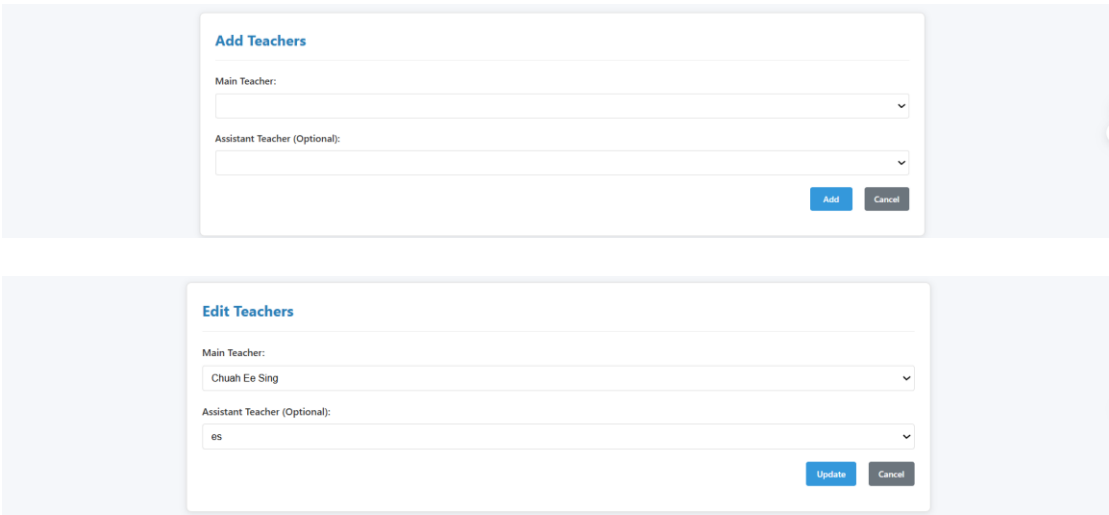 Add Teachers
Main Teacher:
Assistant Teacher (Optional):
Add Cancel
Edit Teachers
Main Teacher:
Chuah Ee Sing
Assistant Teacher (Optional):
es
Update Cancel